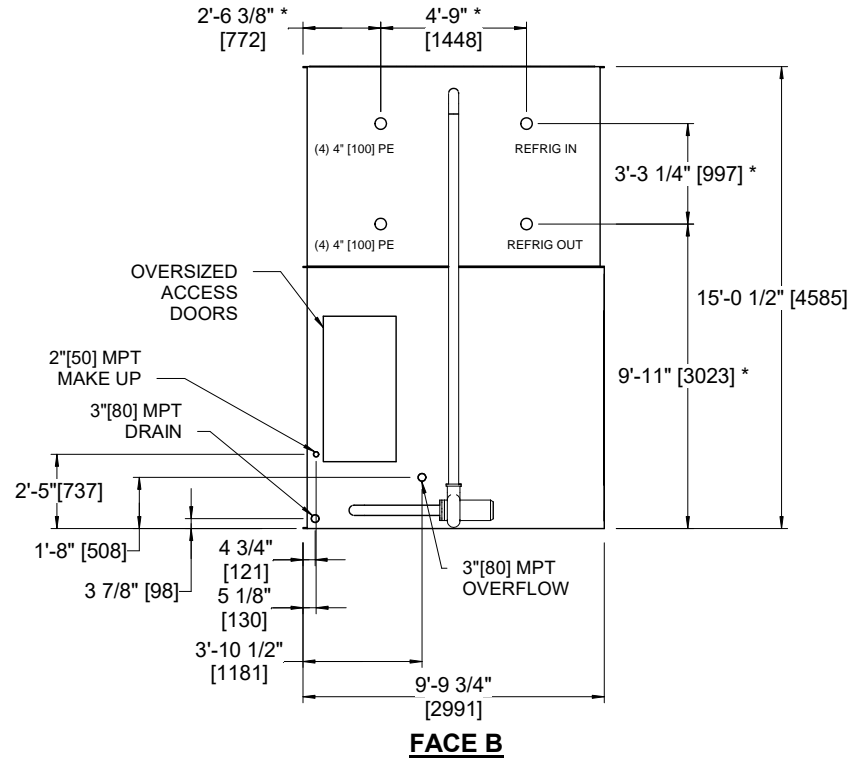 2'-6 3/8" *
[772]
4'-9" *
[1448]
(4) 4" [100] PE
REFRIG IN
3'-3 1/4" [997] *
(4) 4" [100] PE
REFRIG OUT
OVERSIZED
ACCESS
DOORS
15'-0 1/2" [4585]
2"[50] MPT
MAKE UP
9'-11" [3023] *
3"[80] MPT
DRAIN
2'-5"[737]
1'-8" [508]
3 7/8" [98]
4 3/4"
[121]
5 1/8"
[130]
3"[80] MPT
OVERFLOW
3'-10 1/2"
[1181]
9'-9 3/4"
[2991]
FACE B